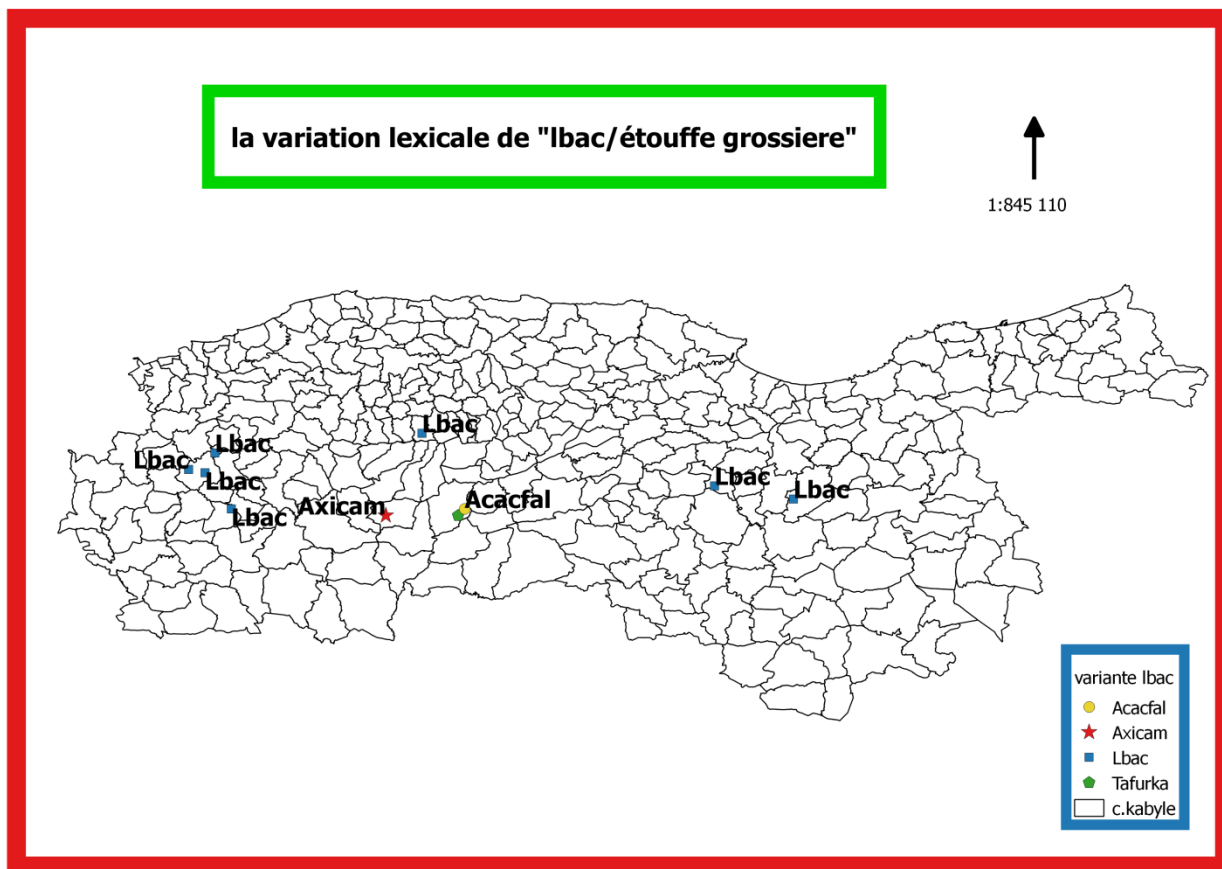 la variation lexicale de "lbac/étouffe grossiere"
1:845 110
Lbac
Lbac
Lbac
Lbac
Lbac
Axicam
Acacfal
Lbac
Lbac
variante lbac
Acacfal
Axicam
Lbac
Tafurka
c.kabyle